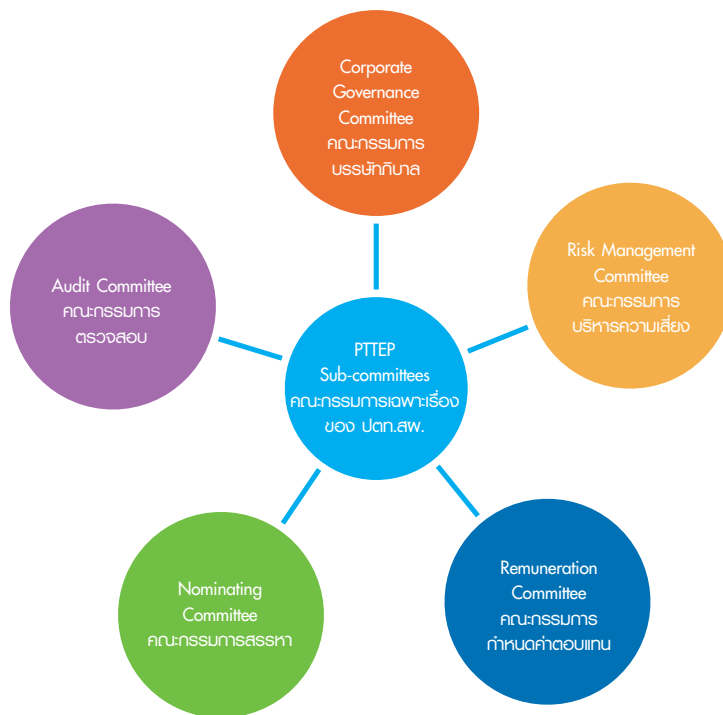 Corporate
Governance
Committee
คณะกรรมการ
บรรษัทภิบาล
Risk Management
Committee
คณะกรรมการ
บริหารความเสี่ยง
Audit Committee
คณะกรรมการ
ตรวจสอบ
PTTEP
Sub-committees
คณะกรรมการเฉพาะเรื่อง
ของ ปตท.สผ.
Remuneration
Committee
คณะกรรมการ
กำหนดค่าตอบแทน
Nominating
Committee
คณะกรรมการสรรหา